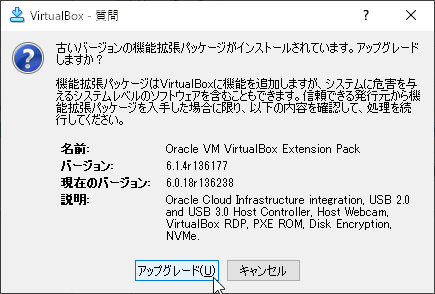 VirtualBox - 質問
古いバージョンの機能拡張パッケージがインストールされています。アップグレード
しますか？
機能拡張パッケージはVirtualBoxに機能を追加しますが、システムに危害を与
えるシステムレベルのソフトウェアを含むこともできます。信頼できる発行元から機
能拡張パッケージを入手した場合に限り、以下の内容を確認して、処理を続
行してください。
名前: Oracle VM VirtualBox Extension Pack
バージョン: 6.1.4r136177
現在のバージョン: 6.0.18r136238
説明: Oracle Cloud Infrastructure integration, USB 2.0
and USB 3.0 Host Controller, Host Webcam,
VirtualBox RDP, PXE ROM, Disk Encryption,
NVMe.
アップグレード(U) キャンセル